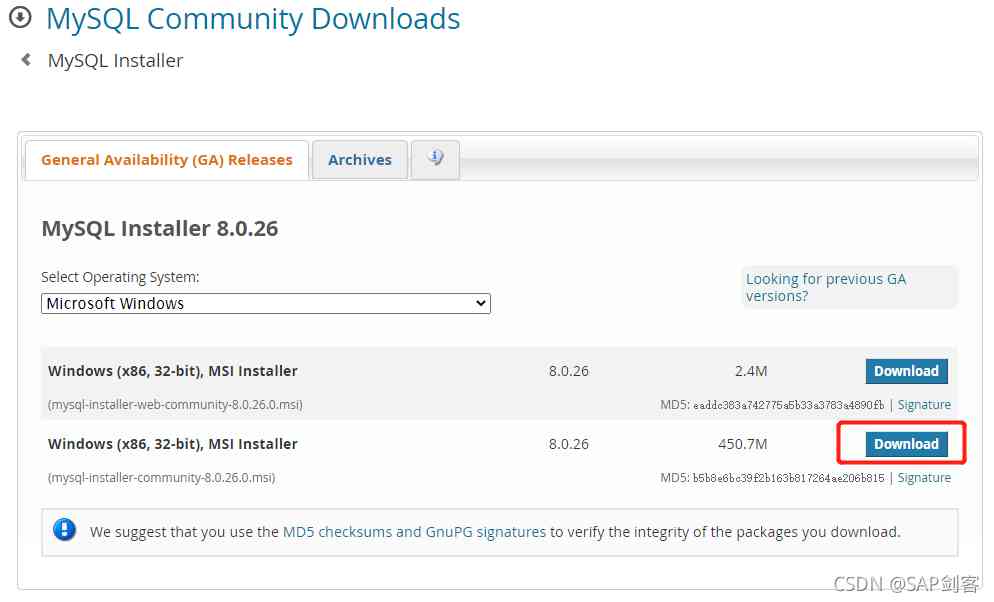 MySQL Community Downloads
MySQL Installer
General Availability (GA) Releases
Archives
MySQL Installer 8.0.26
Select Operating System:
Microsoft Windows
Looking for previous GA
versions?
Windows (x86, 32-bit), MSI Installer 8.0.26 2.4M Download
(mysql-installer-web-community-8.0.26.0.msi) MD5: eaddc383a742775a5b33a3783a4890fb | Signature
Windows (x86, 32-bit), MSI Installer 8.0.26 450.7M Download
(mysql-installer-community-8.0.26.0.msi) MD5: b5b8e6bc39f2b163b817264ae206b815 | Signature
We suggest that you use the MD5 checksums and GnuPG signatures to verify the integrity of the packages you download.
CSDN @SAP剑客